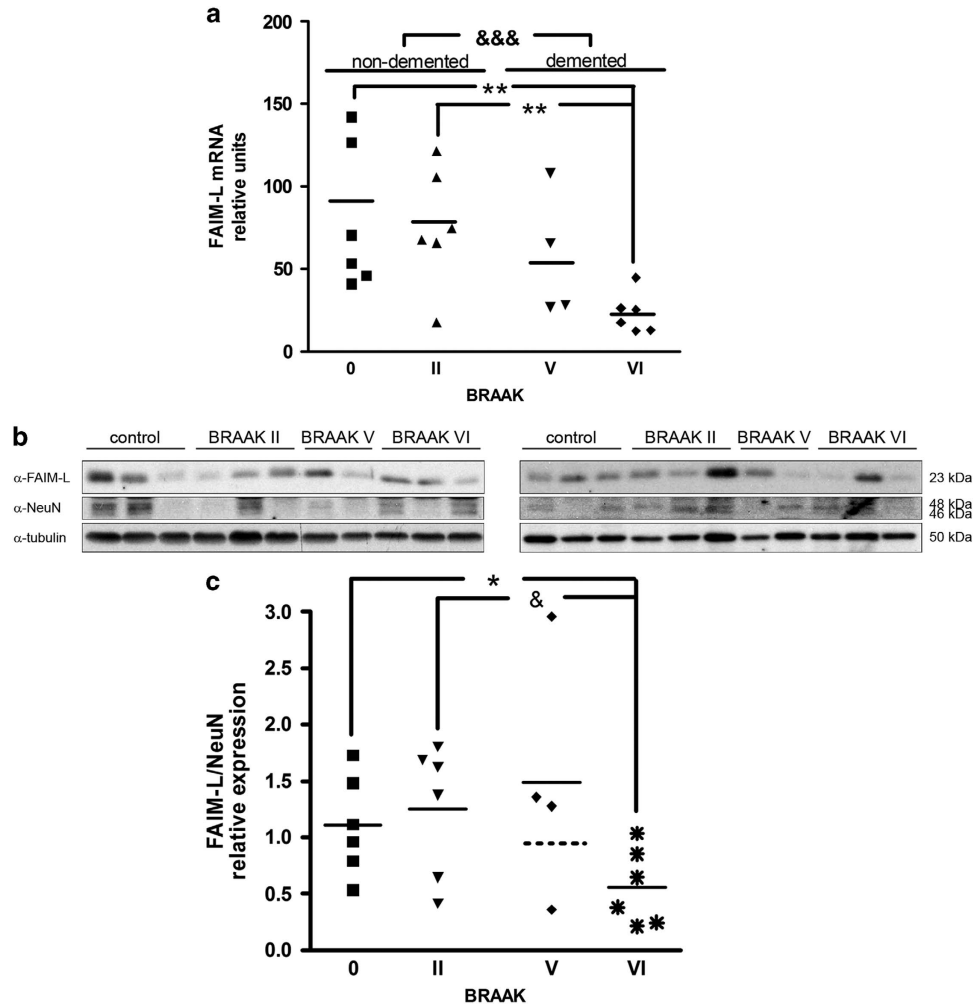 a
200
150
100
50
0
FAIM-L mRNA
relative units
&&&
non-demented demented
**
**
0 II V VI
BRAAK
b
control BRAAK II BRAAK V BRAAK VI
control BRAAK II BRAAK V BRAAK VI
α-FAIM-L
23 kDa
α-NeuN
48 kDa
46 kDa
α-tubulin
50 kDa
c
*
&
3.0
2.5
2.0
1.5
1.0
0.5
0.0
FAIM-L/NeuN
relative expression
0 II V VI
BRAAK